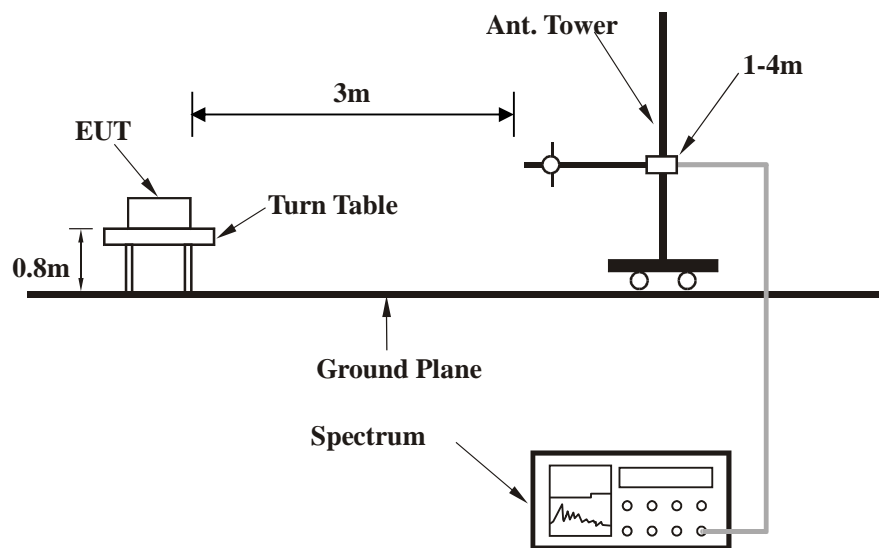 Ant. Tower
1-4m
3m
EUT
Turn Table
0.8m
Ground Plane
Spectrum